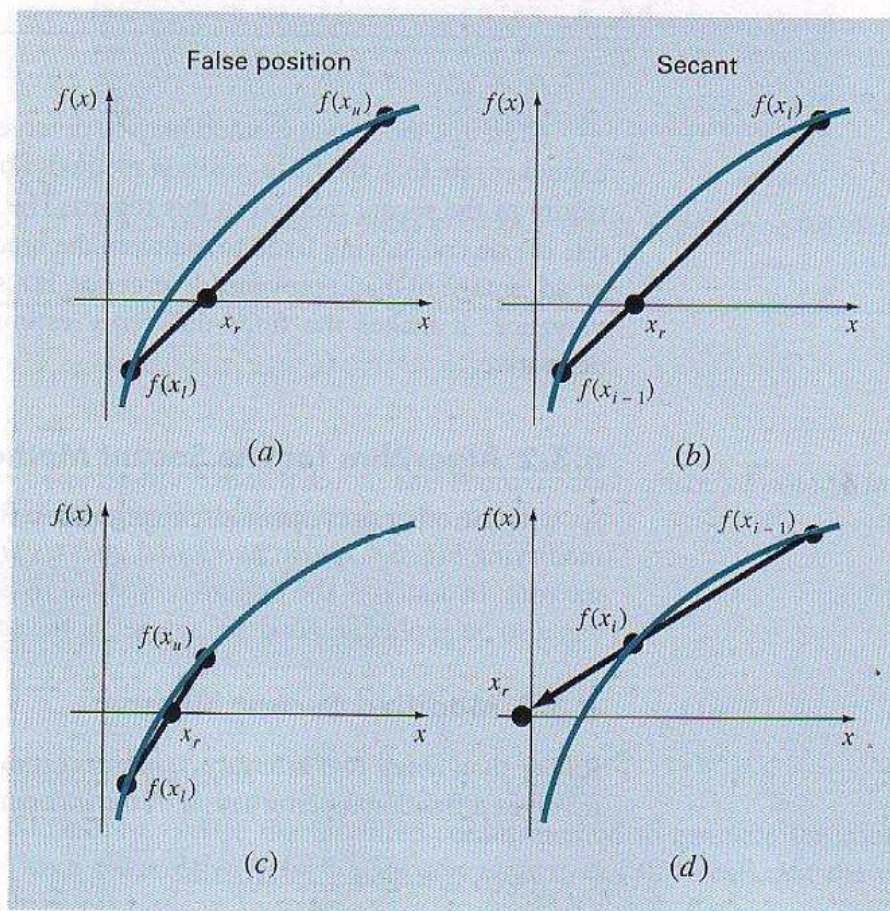 False position
Secant
f(x)
f(x_u)
x_r
x
f(x_l)
(a)
f(x)
f(x_i)
x_r
x
f(x_{i-1})
(b)
f(x)
f(x_u)
x_r
x
f(x_l)
(c)
f(x)
f(x_{i-1})
f(x_i)
x_r
x
(d)